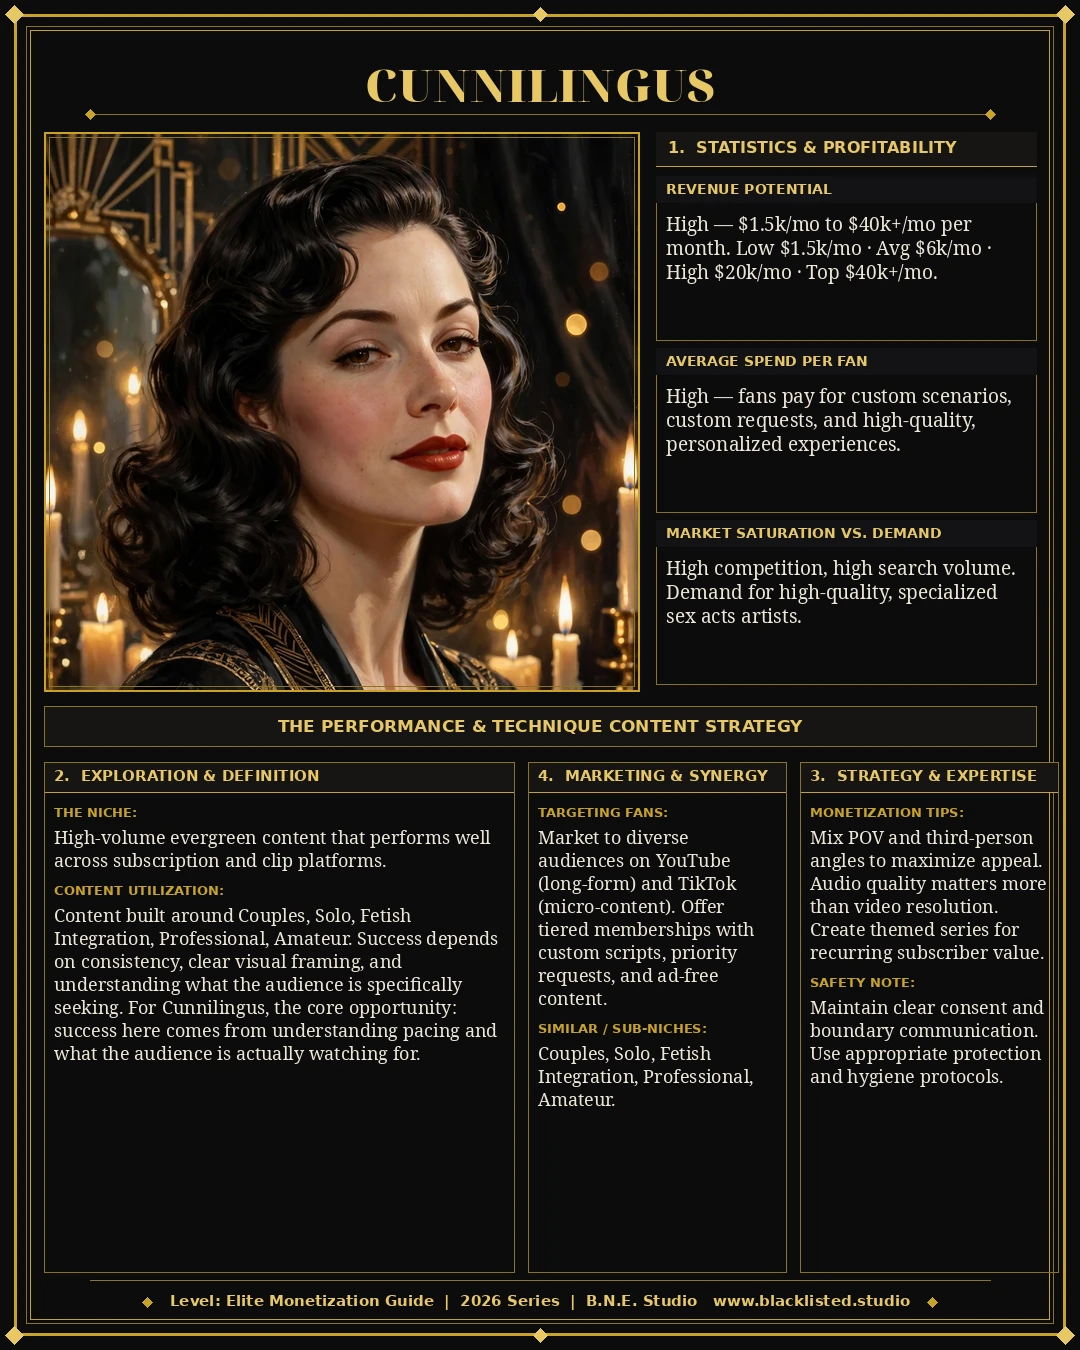 CUNNILINGUS
1. STATISTICS & PROFITABILITY
REVENUE POTENTIAL
High — $1.5k/mo to $40k+/mo per
month. Low $1.5k/mo · Avg $6k/mo ·
High $20k/mo · Top $40k+/mo.
AVERAGE SPEND PER FAN
High — fans pay for custom scenarios,
custom requests, and high-quality,
personalized experiences.
MARKET SATURATION VS. DEMAND
High competition, high search volume.
Demand for high-quality, specialized
sex acts artists.
THE PERFORMANCE & TECHNIQUE CONTENT STRATEGY
2. EXPLORATION & DEFINITION
THE NICHE:
High-volume evergreen content that performs well
across subscription and clip platforms.
CONTENT UTILIZATION:
Content built around Couples, Solo, Fetish
Integration, Professional, Amateur. Success depends
on consistency, clear visual framing, and
understanding what the audience is specifically
seeking. For Cunnilingus, the core opportunity:
success here comes from understanding pacing and
what the audience is actually watching for.
4. MARKETING & SYNERGY
TARGETING FANS:
Market to diverse
audiences on YouTube
(long-form) and TikTok
(micro-content). Offer
tiered memberships with
custom scripts, priority
requests, and ad-free
content.
SIMILAR / SUB-NICHES:
Couples, Solo, Fetish
Integration, Professional,
Amateur.
3. STRATEGY & EXPERTISE
MONETIZATION TIPS:
Mix POV and third-person
angles to maximize appeal.
Audio quality matters more
than video resolution.
Create themed series for
recurring subscriber value.
SAFETY NOTE:
Maintain clear consent and
boundary communication.
Use appropriate protection
and hygiene protocols.
Level: Elite Monetization Guide | 2026 Series | B.N.E. Studio www.blacklisted.studio